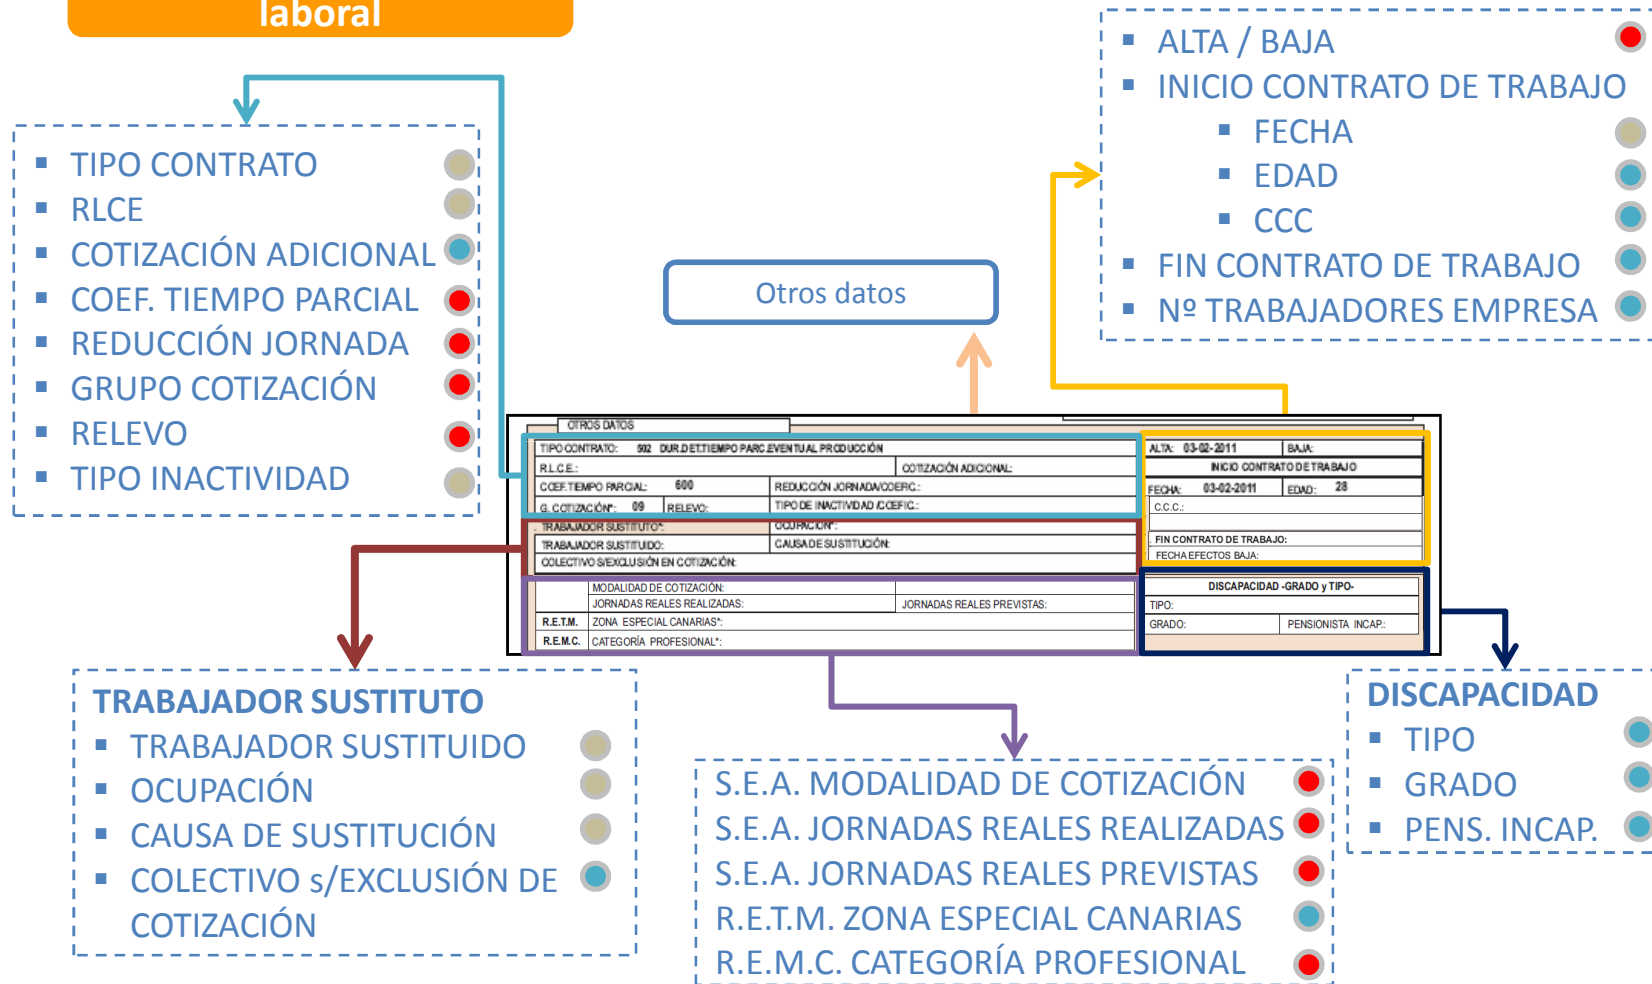 laboral
ALTA / BAJA
INICIO CONTRATO DE TRABAJO
FECHA
EDAD
CCC
FIN CONTRATO DE TRABAJO
Nº TRABAJADORES EMPRESA
TIPO CONTRATO
RLCE
COTIZACIÓN ADICIONAL
COEF. TIEMPO PARCIAL
REDUCCIÓN JORNADA
GRUPO COTIZACIÓN
RELEVO
TIPO INACTIVIDAD
Otros datos
OTROS DATOS
TIPO CONTRATO: 502 DUR.DET.TIEMPO PARC.EVENTUAL PRODUCCIÓN
R.L.C.E.: COTIZACIÓN ADICIONAL:
COEF.TIEMPO PARCIAL: 600 REDUCCIÓN JORNADA/COEFIC.:
G. COTIZACIÓN*: 09 RELEVO: TIPO DE INACTIVIDAD /COEFIC.:
TRABAJADOR SUSTITUTO*: OCUPACIÓN*:
TRABAJADOR SUSTITUIDO: CAUSA DE SUSTITUCIÓN:
COLECTIVO S/EXCLUSIÓN EN COTIZACIÓN:
MODALIDAD DE COTIZACIÓN:
JORNADAS REALES REALIZADAS: JORNADAS REALES PREVISTAS:
R.E.T.M. ZONA ESPECIAL CANARIAS*:
R.E.M.C. CATEGORÍA PROFESIONAL*:
ALTA: 03-02-2011 BAJA:
INICIO CONTRATO DE TRABAJO
FECHA: 03-02-2011 EDAD: 28
C.C.C.:
FIN CONTRATO DE TRABAJO:
FECHA EFECTOS BAJA:
DISCAPACIDAD -GRADO y TIPO-
TIPO:
GRADO: PENSIONISTA INCAP.:
TRABAJADOR SUSTITUTO
TRABAJADOR SUSTITUIDO
OCUPACIÓN
CAUSA DE SUSTITUCIÓN
COLECTIVO s/EXCLUSIÓN DE
COTIZACIÓN
S.E.A. MODALIDAD DE COTIZACIÓN
S.E.A. JORNADAS REALES REALIZADAS
S.E.A. JORNADAS REALES PREVISTAS
R.E.T.M. ZONA ESPECIAL CANARIAS
R.E.M.C. CATEGORÍA PROFESIONAL
DISCAPACIDAD
TIPO
GRADO
PENS. INCAP.